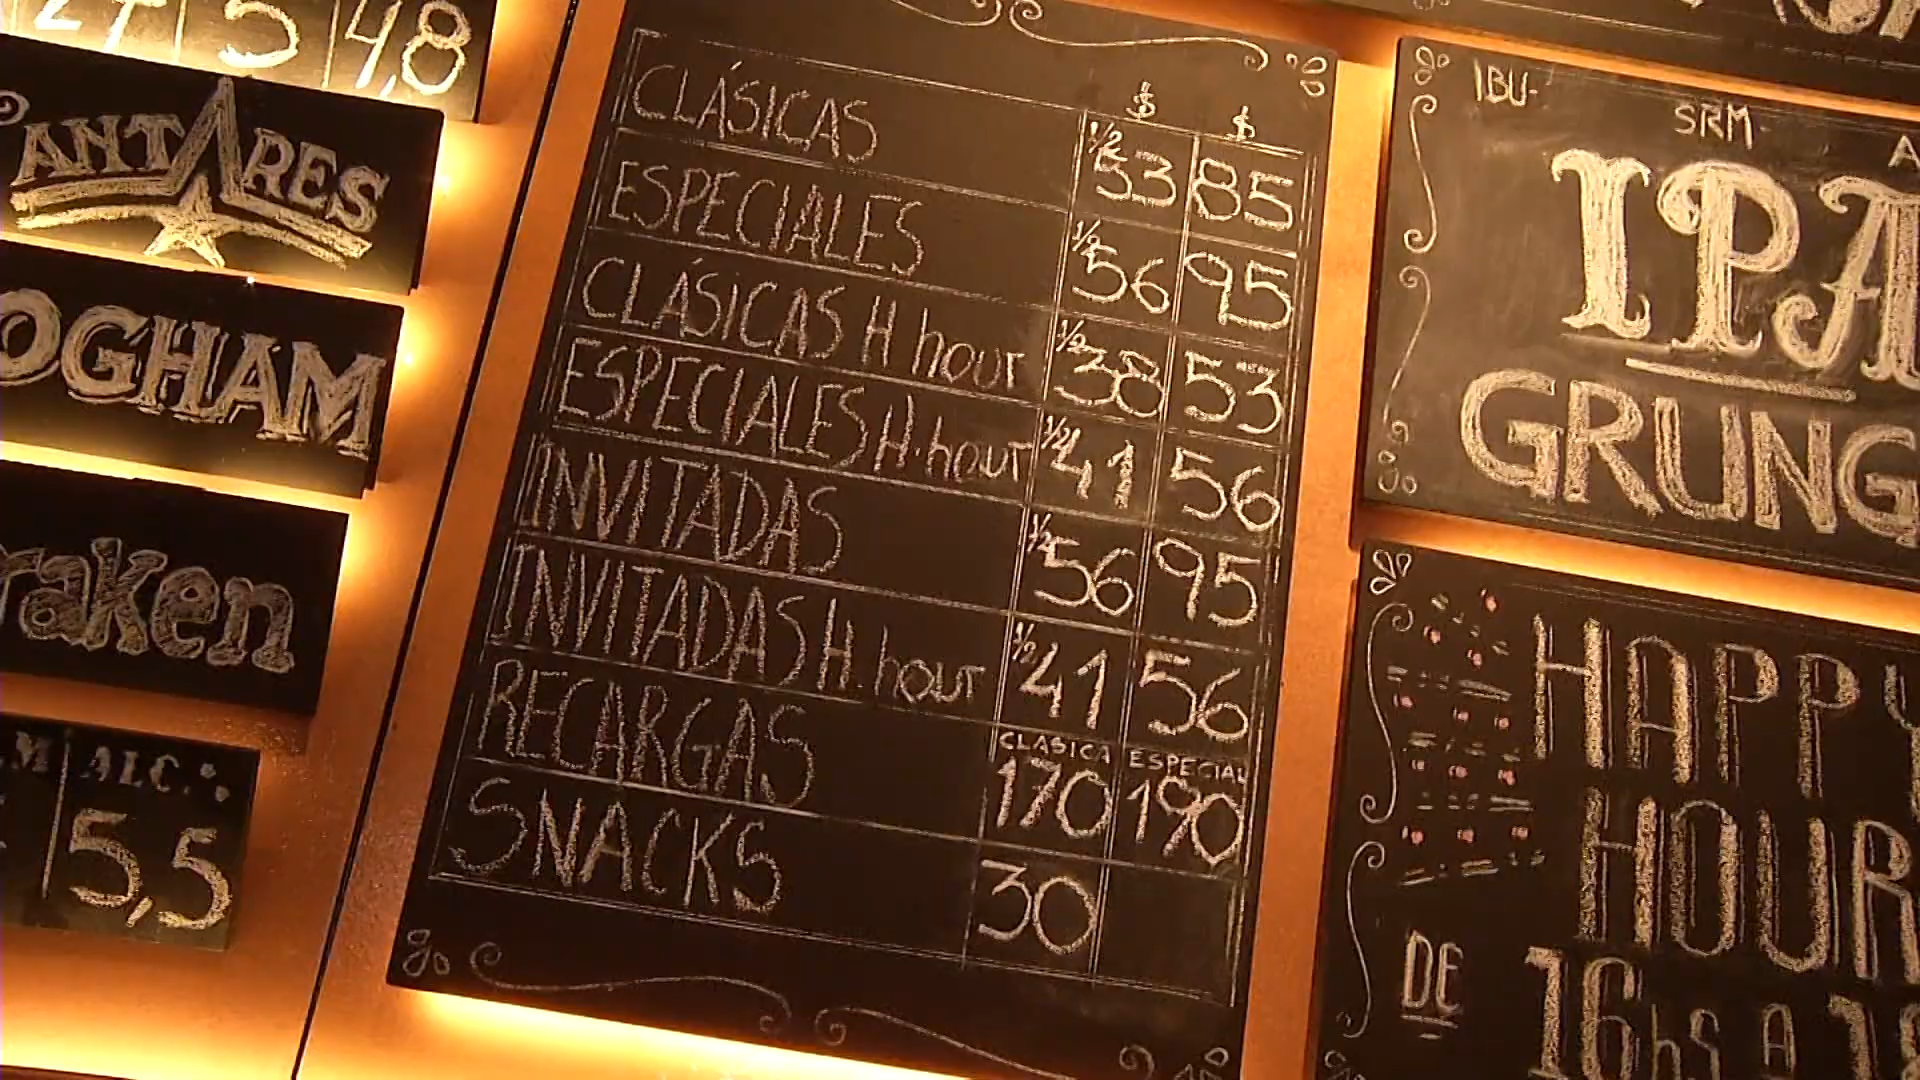 5 4,8
ANTARES
OGHAM
raken
ALC.
5,5
$ $
CLÁSICAS 1/2 53 85
ESPECIALES 1/2 56 95
CLÁSICAS H hour 1/2 38 53
ESPECIALES H. hour 1/2 41 56
INVITADAS 1/2 56 95
INVITADAS H. hour 1/2 41 56
CLASICA ESPECIAL
RECARGAS 170 190
SNACKS 30
IBU- SRM-
IPA
GRUNG
HAPPY
HOUR
DE 16hs A